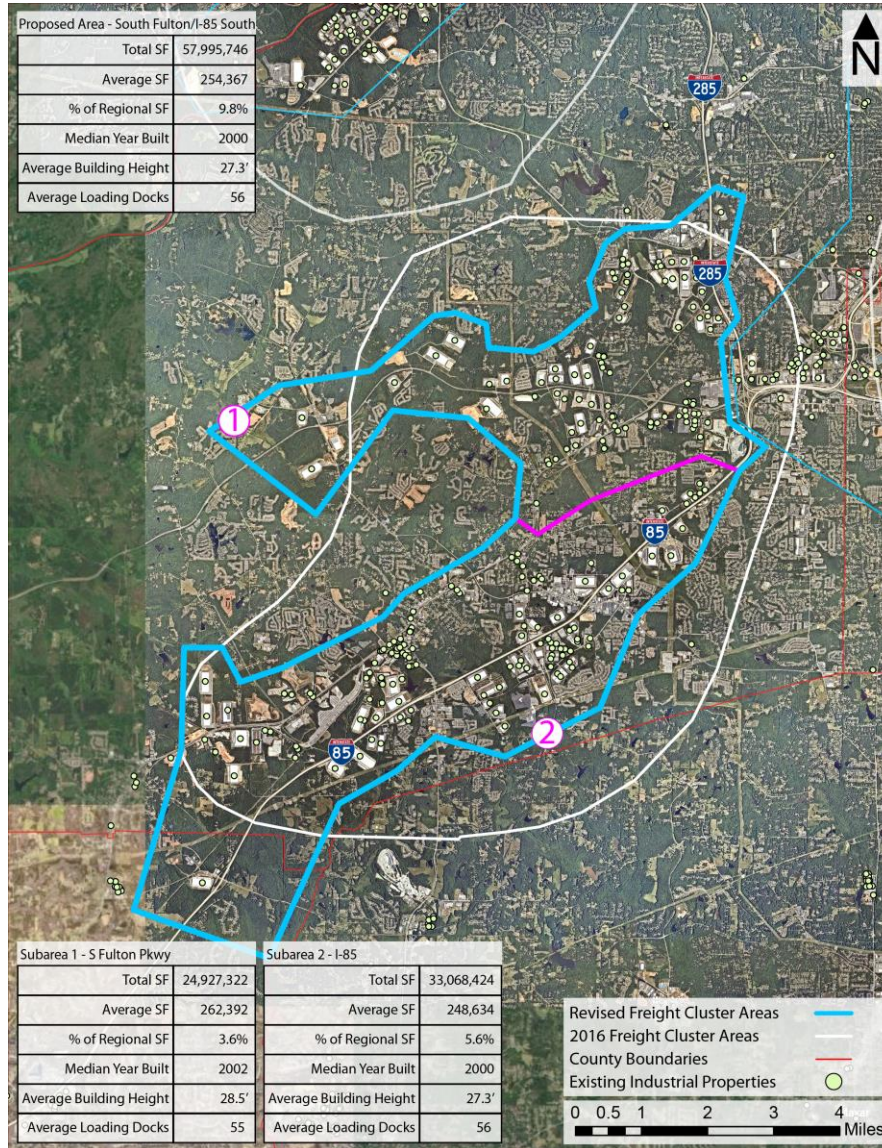 Proposed Area - South Fulton/I-85 South
Total SF 57,995,746
Average SF 254,367
% of Regional SF 9.8%
Median Year Built 2000
Average Building Height 27.3'
Average Loading Docks 56
N
INTERSTATE
285
INTERSTATE
285
1
INTERSTATE
85
2
INTERSTATE
85
Subarea 1 - S Fulton Pkwy
Total SF 24,927,322
Average SF 262,392
% of Regional SF 3.6%
Median Year Built 2002
Average Building Height 28.5'
Average Loading Docks 55
Subarea 2 - I-85
Total SF 33,068,424
Average SF 248,634
% of Regional SF 5.6%
Median Year Built 2000
Average Building Height 27.3'
Average Loading Docks 56
Revised Freight Cluster Areas
2016 Freight Cluster Areas
County Boundaries
Existing Industrial Properties
0 0.5 1 2 3 4
Miles